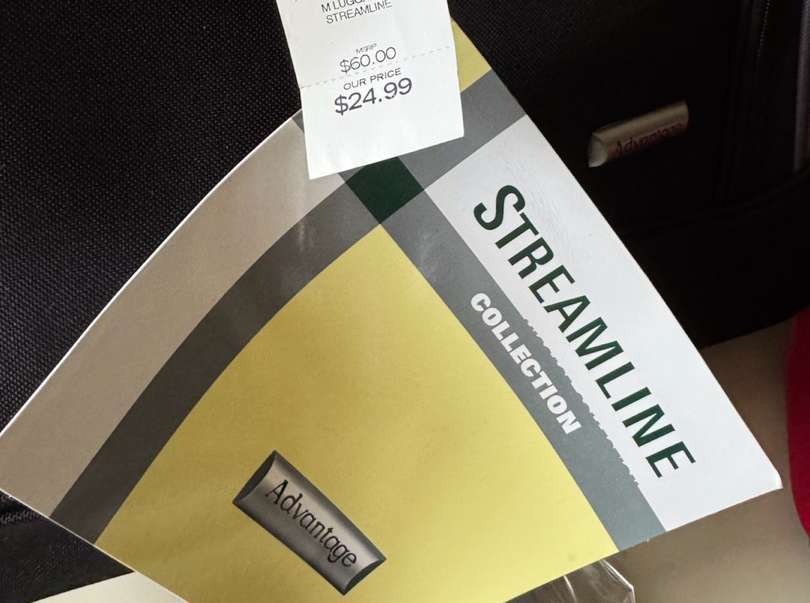 STREAMLINE
MSRP
$60.00
OUR PRICE
$24.99
Advantage
STREAMLINE
COLLECTION
Advantage